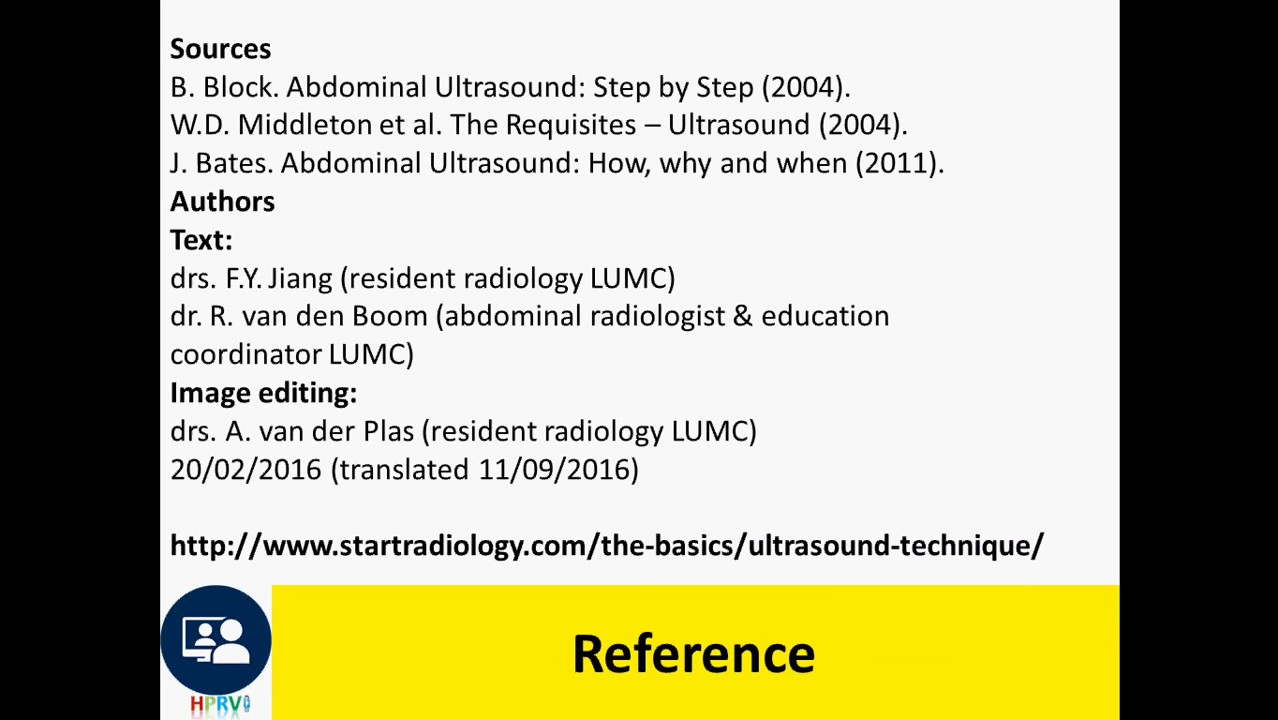 Sources
B. Block. Abdominal Ultrasound: Step by Step (2004).
W.D. Middleton et al. The Requisites – Ultrasound (2004).
J. Bates. Abdominal Ultrasound: How, why and when (2011).
Authors
Text:
drs. F.Y. Jiang (resident radiology LUMC)
dr. R. van den Boom (abdominal radiologist & education
coordinator LUMC)
Image editing:
drs. A. van der Plas (resident radiology LUMC)
20/02/2016 (translated 11/09/2016)
http://www.startradiology.com/the-basics/ultrasound-technique/
Reference
HPRV